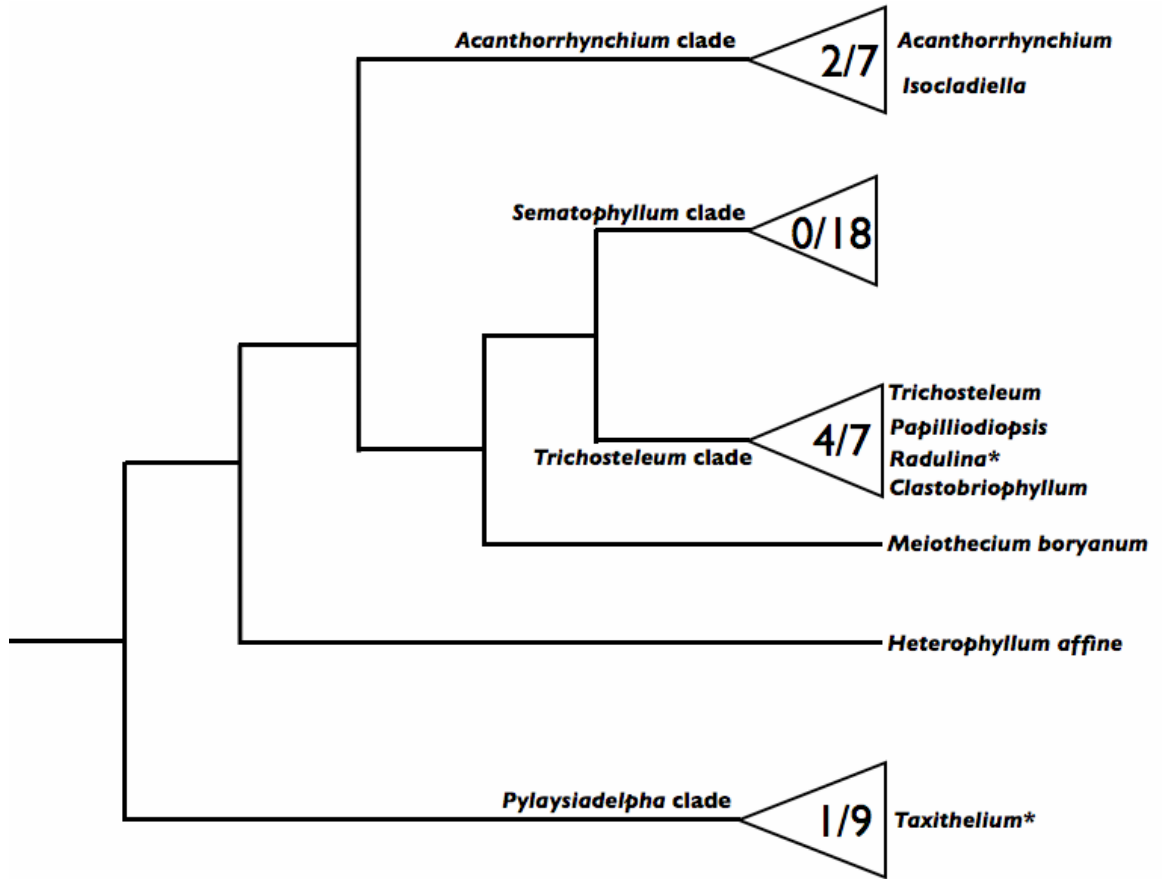 Acanthorrhynchium clade
2/7
Acanthorrhynchium
Isocladiella
Sematophyllum clade
0/18
Trichosteleum clade
4/7
Trichosteleum
Papilliodiopsis
Radulina*
Clastobriophyllum
Meiothecium boryanum
Heterophyllum affine
Pylaysiadelpha clade
1/9
Taxithelium*